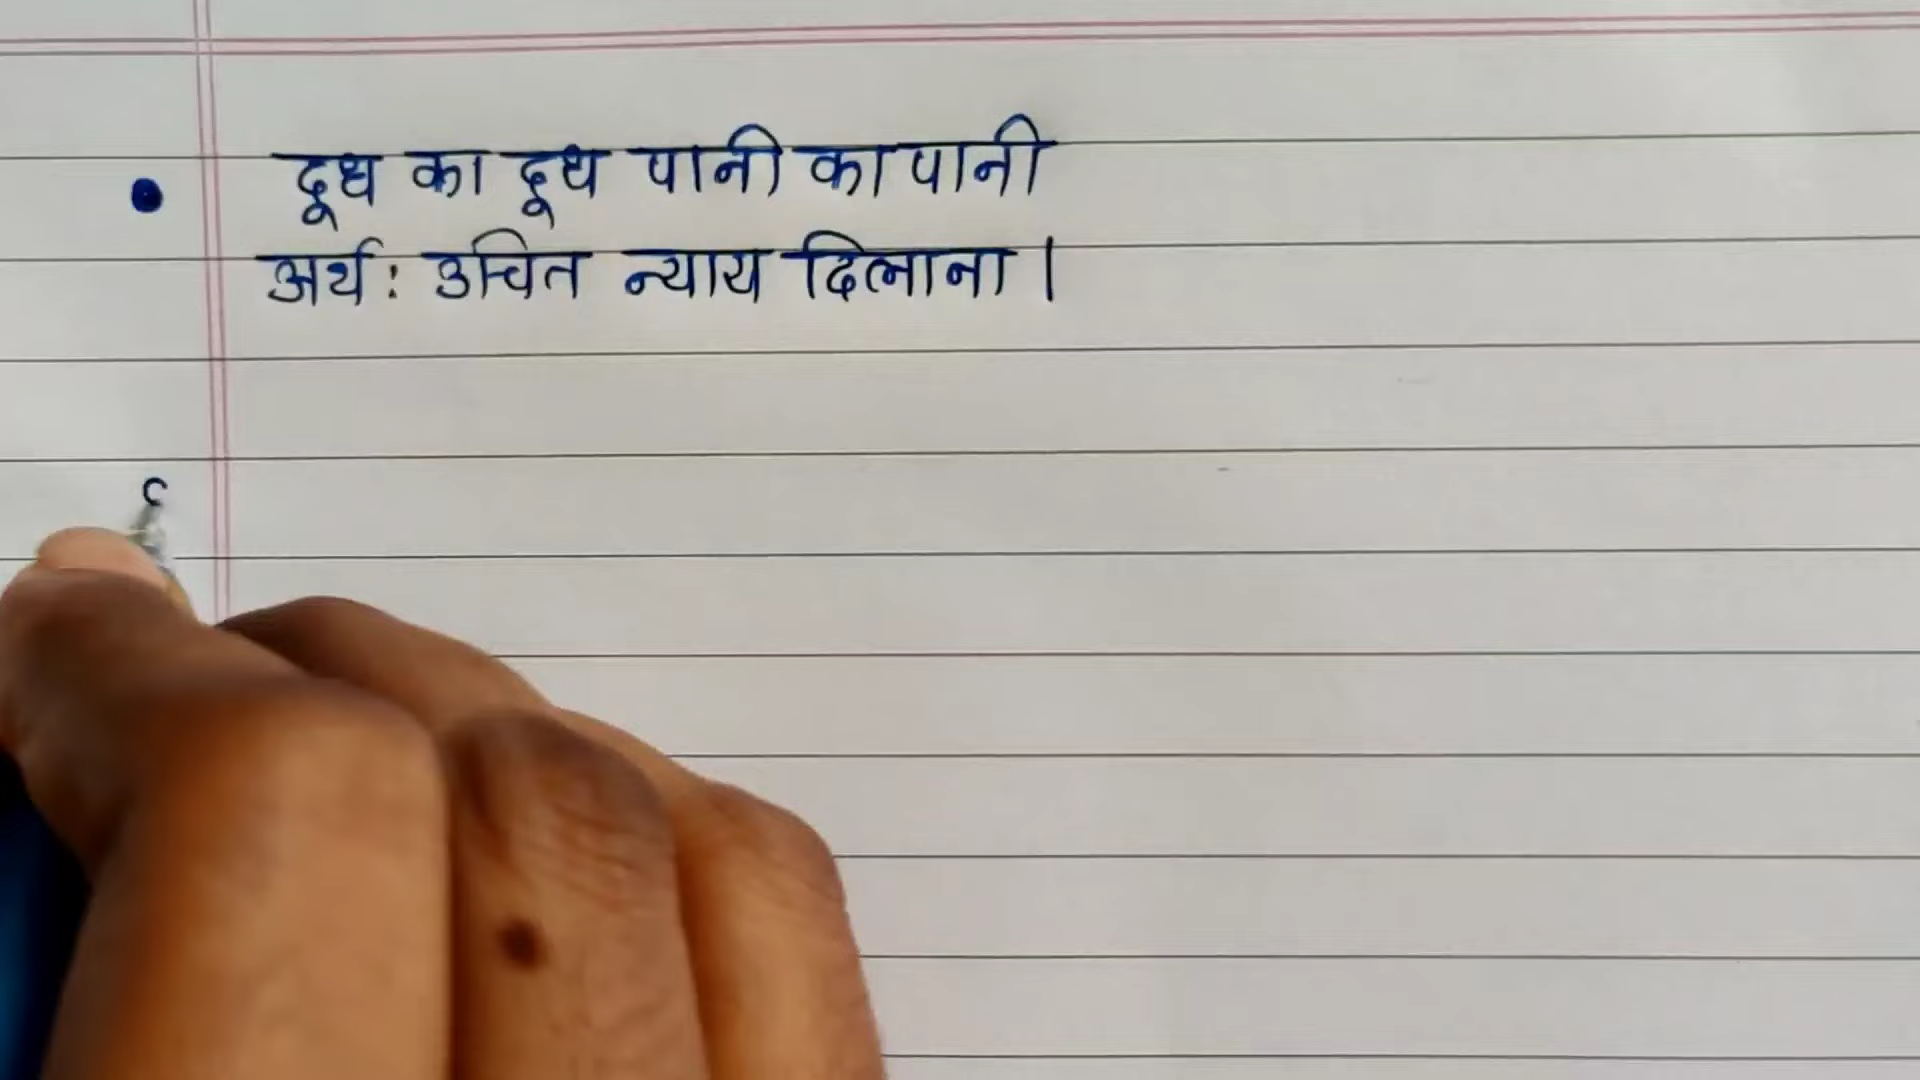 • दूध का दूध पानी का पानी
अर्थ: उचित न्याय दिलाना।